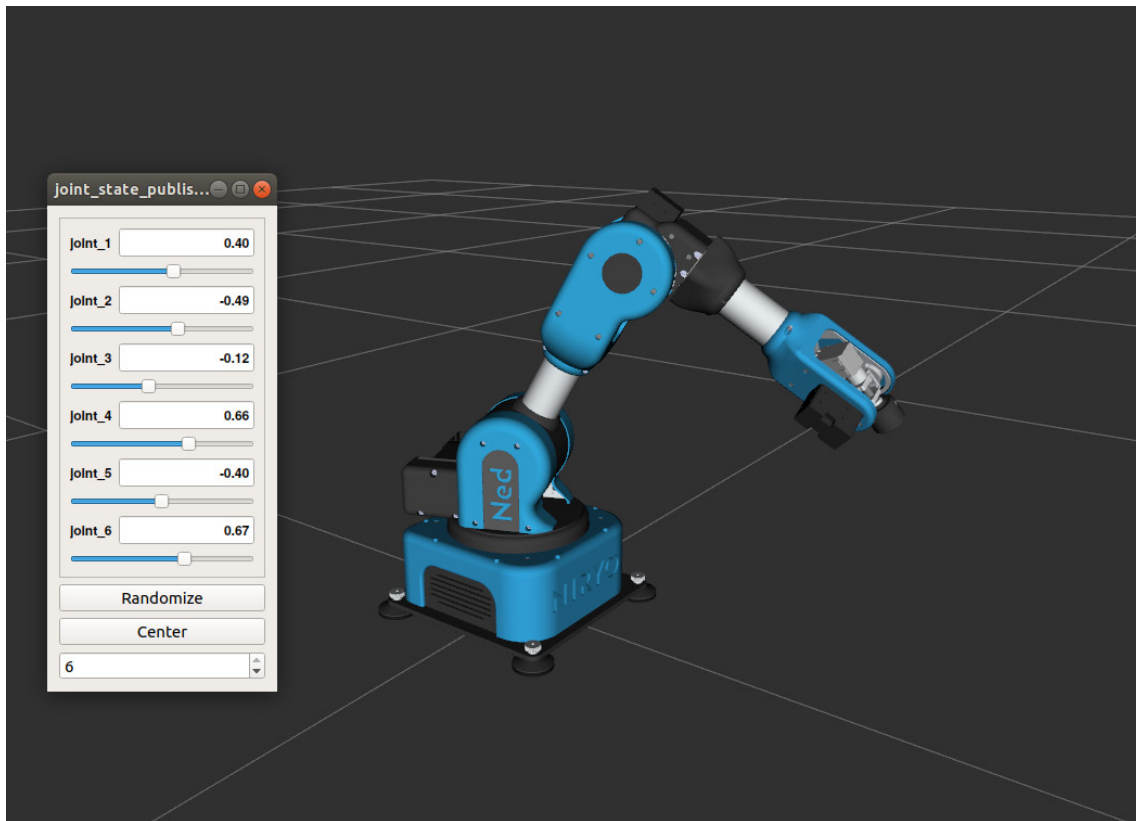 joint_state_publis...
joint_1 0.40
joint_2 -0.49
joint_3 -0.12
joint_4 0.66
joint_5 -0.40
joint_6 0.67
Randomize
Center
6
Ned
NIRYO